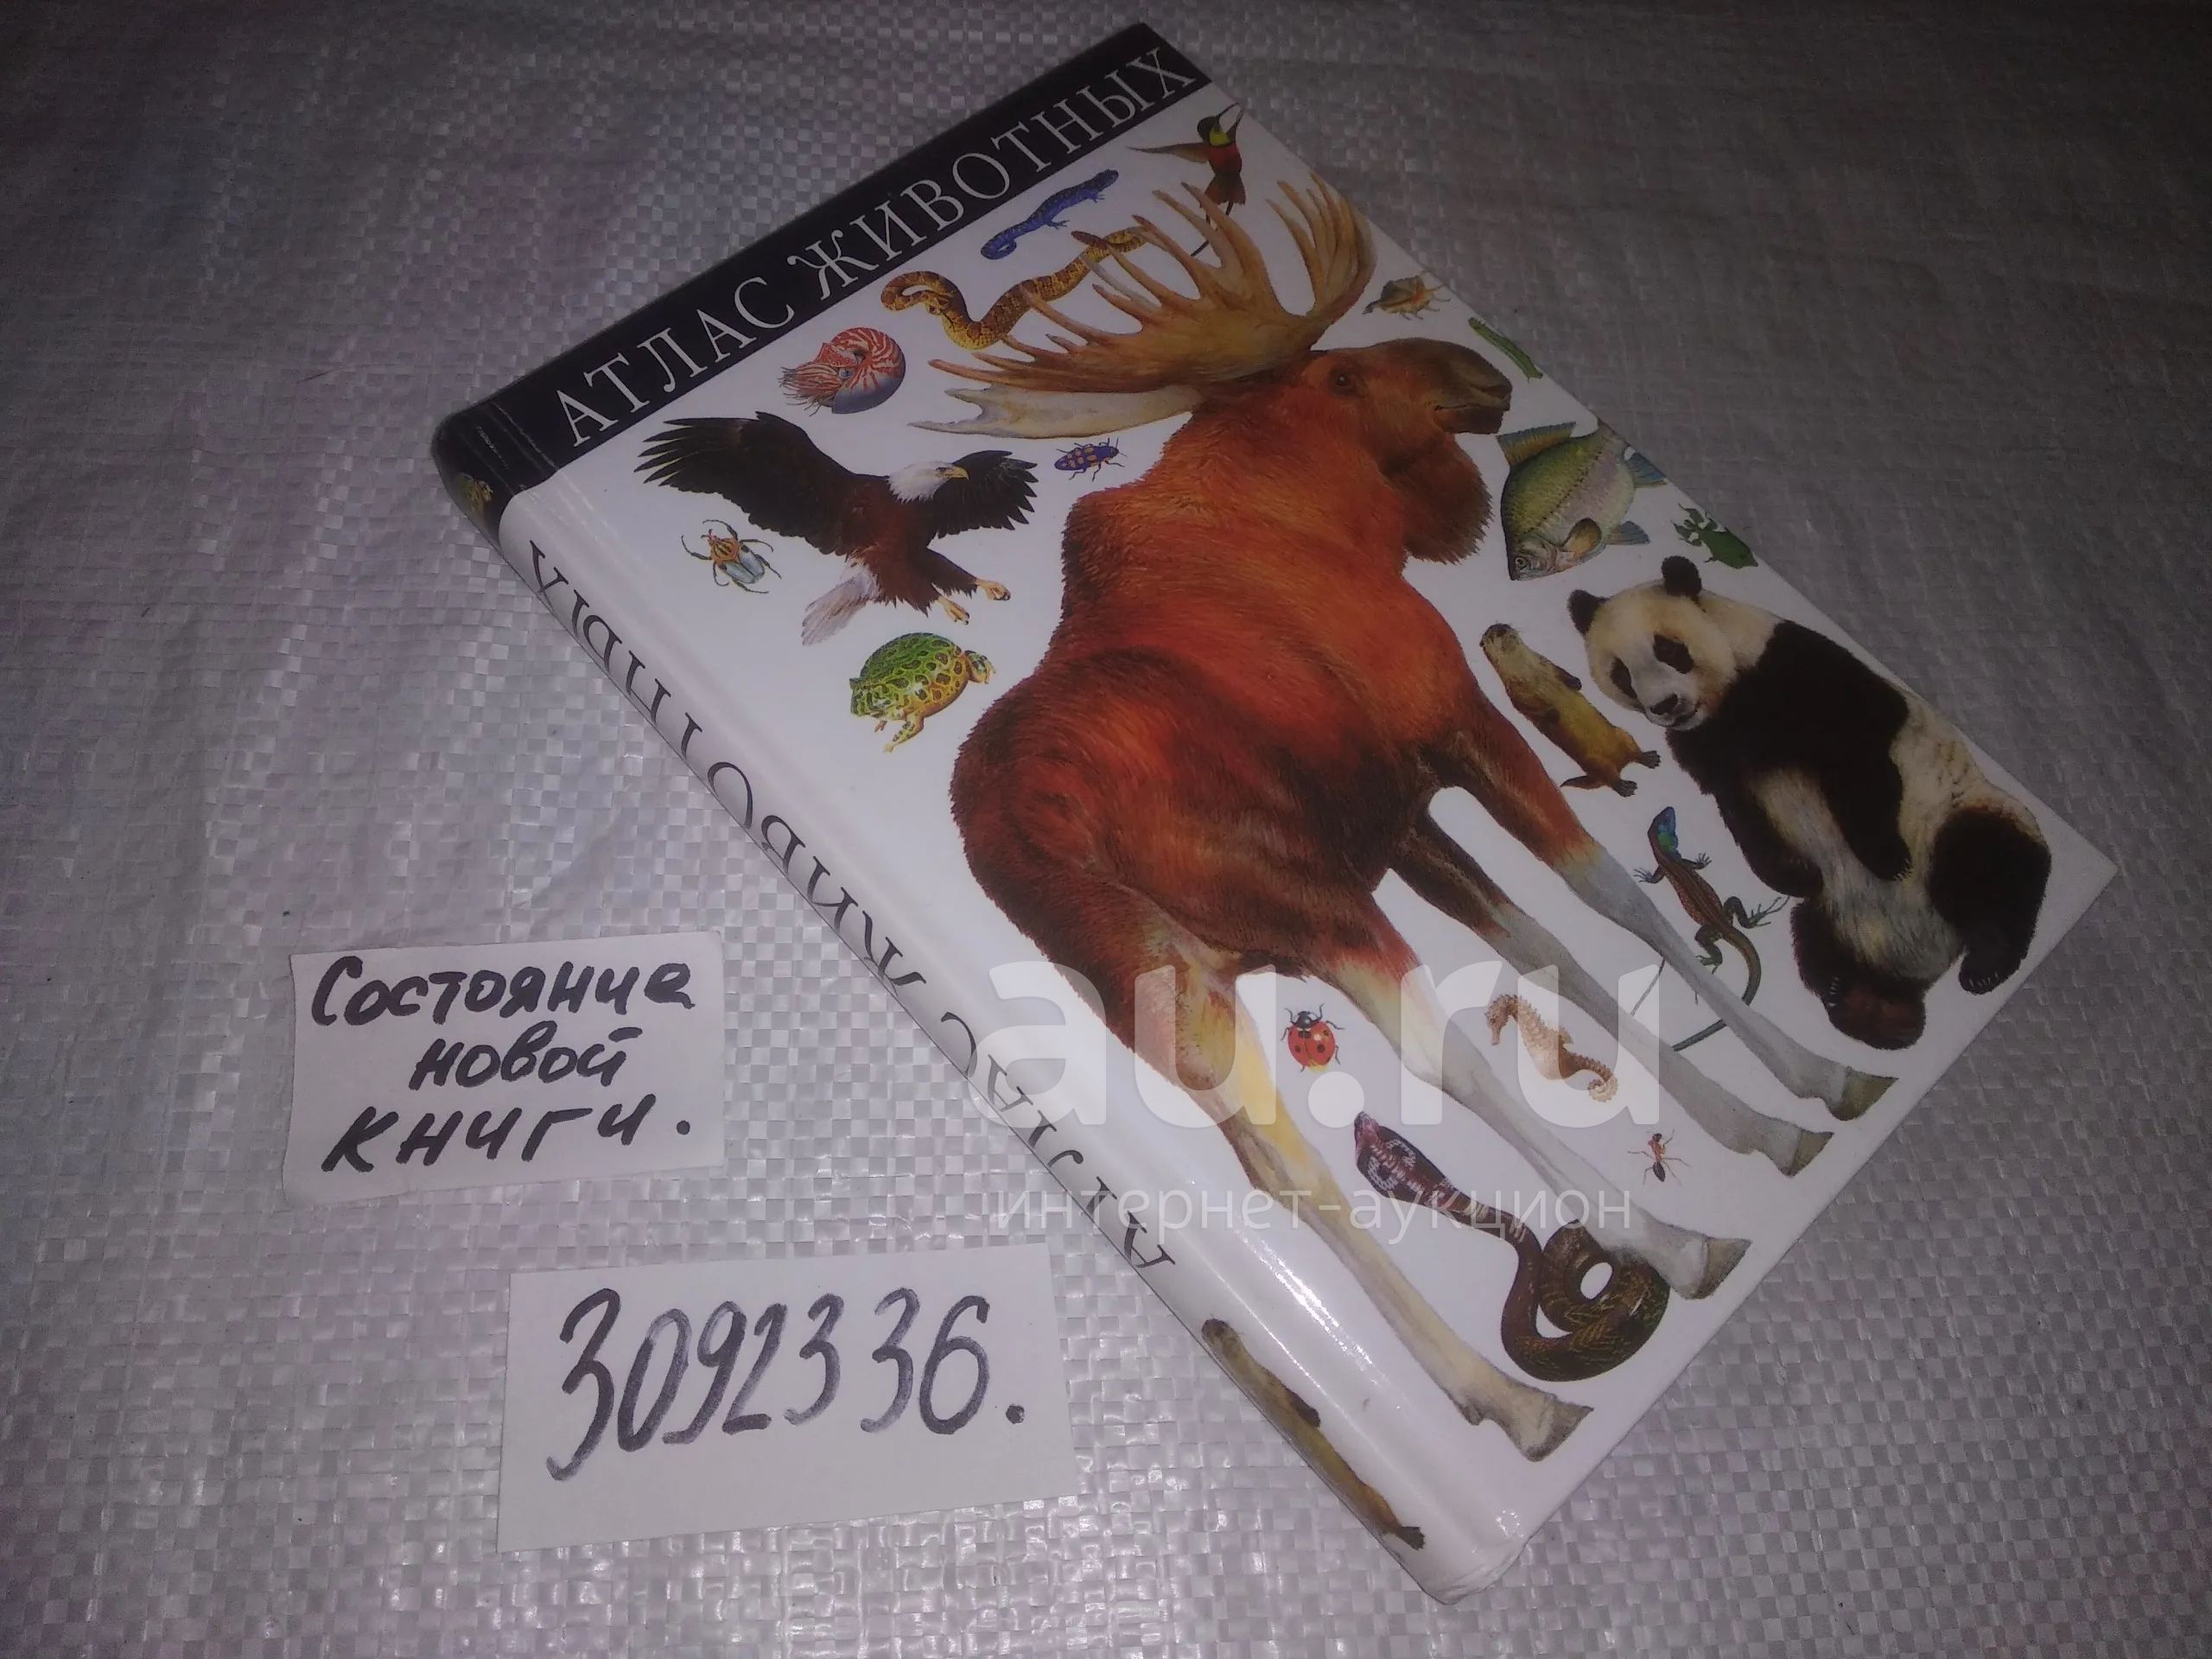 АТЛАС ЖИВОТНЫХ
АТЛАС ЖИВОТНЫХ
Состояние
новой
книги.
3092336.
au.ru
интернет-аукцион